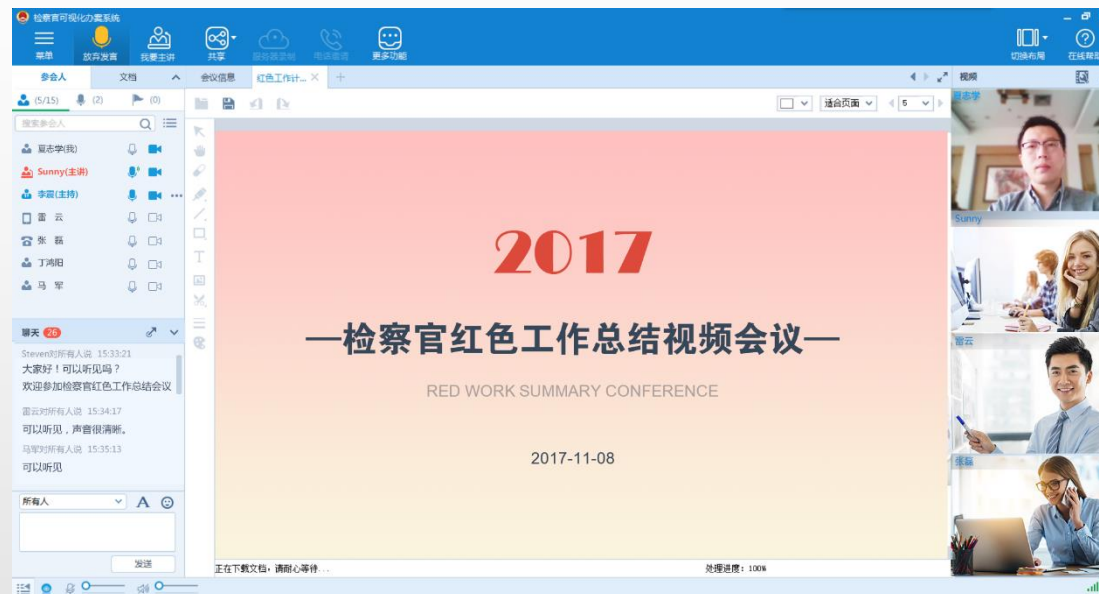 检察官可视化办案系统
菜单
放弃发言
我要主讲
共享
服务器录制
电话邀请
更多功能
切换布局
在线帮助
参会人
文档
会议信息
红色工作计...
视频
(5/15)
(2)
(0)
适合页面
5
搜索参会人
夏志学(我)
Sunny(主讲)
李震(主持)
雷 云
张 磊
丁鸿阳
马 军
聊天 26
Steven对所有人说 15:33:21
大家好！可以听见吗？
欢迎参加检察官红色工作总结会议
雷云对所有人说 15:34:17
可以听见，声音很清晰。
马军对所有人说 15:35:13
可以听见
所有人
A
发送
2017
—检察官红色工作总结视频会议—
RED WORK SUMMARY CONFERENCE
2017-11-08
正在下载文档，请耐心等待...
处理进度：100%
夏志学
Sunny
雷云
张磊